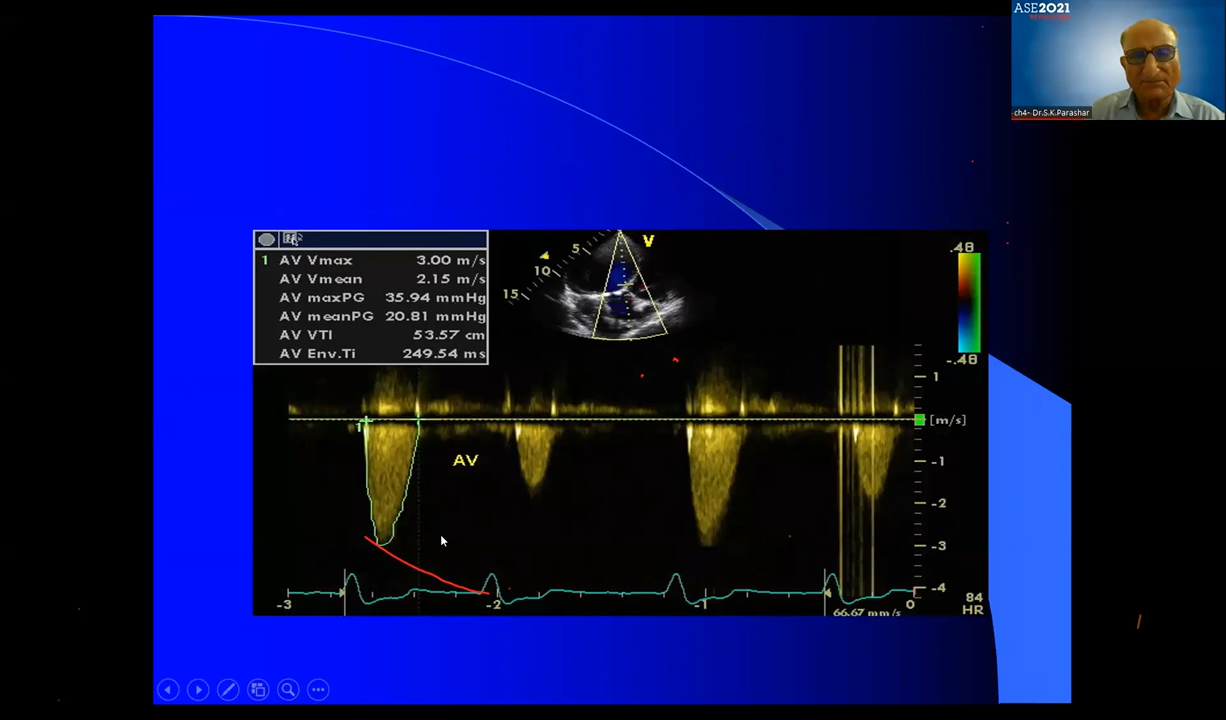 ASE2021
ch4- Dr.S.K.Parashar
1 AV Vmax 3.00 m/s
AV Vmean 2.15 m/s
AV maxPG 35.94 mmHg
AV meanPG 20.81 mmHg
AV VTI 53.57 cm
AV Env.Ti 249.54 ms
V
5
10
15
.48
-.48
1
[m/s]
1
AV
-1
-2
-3
-4
-3
-2
-1
0
66.67 mm/s
84
HR